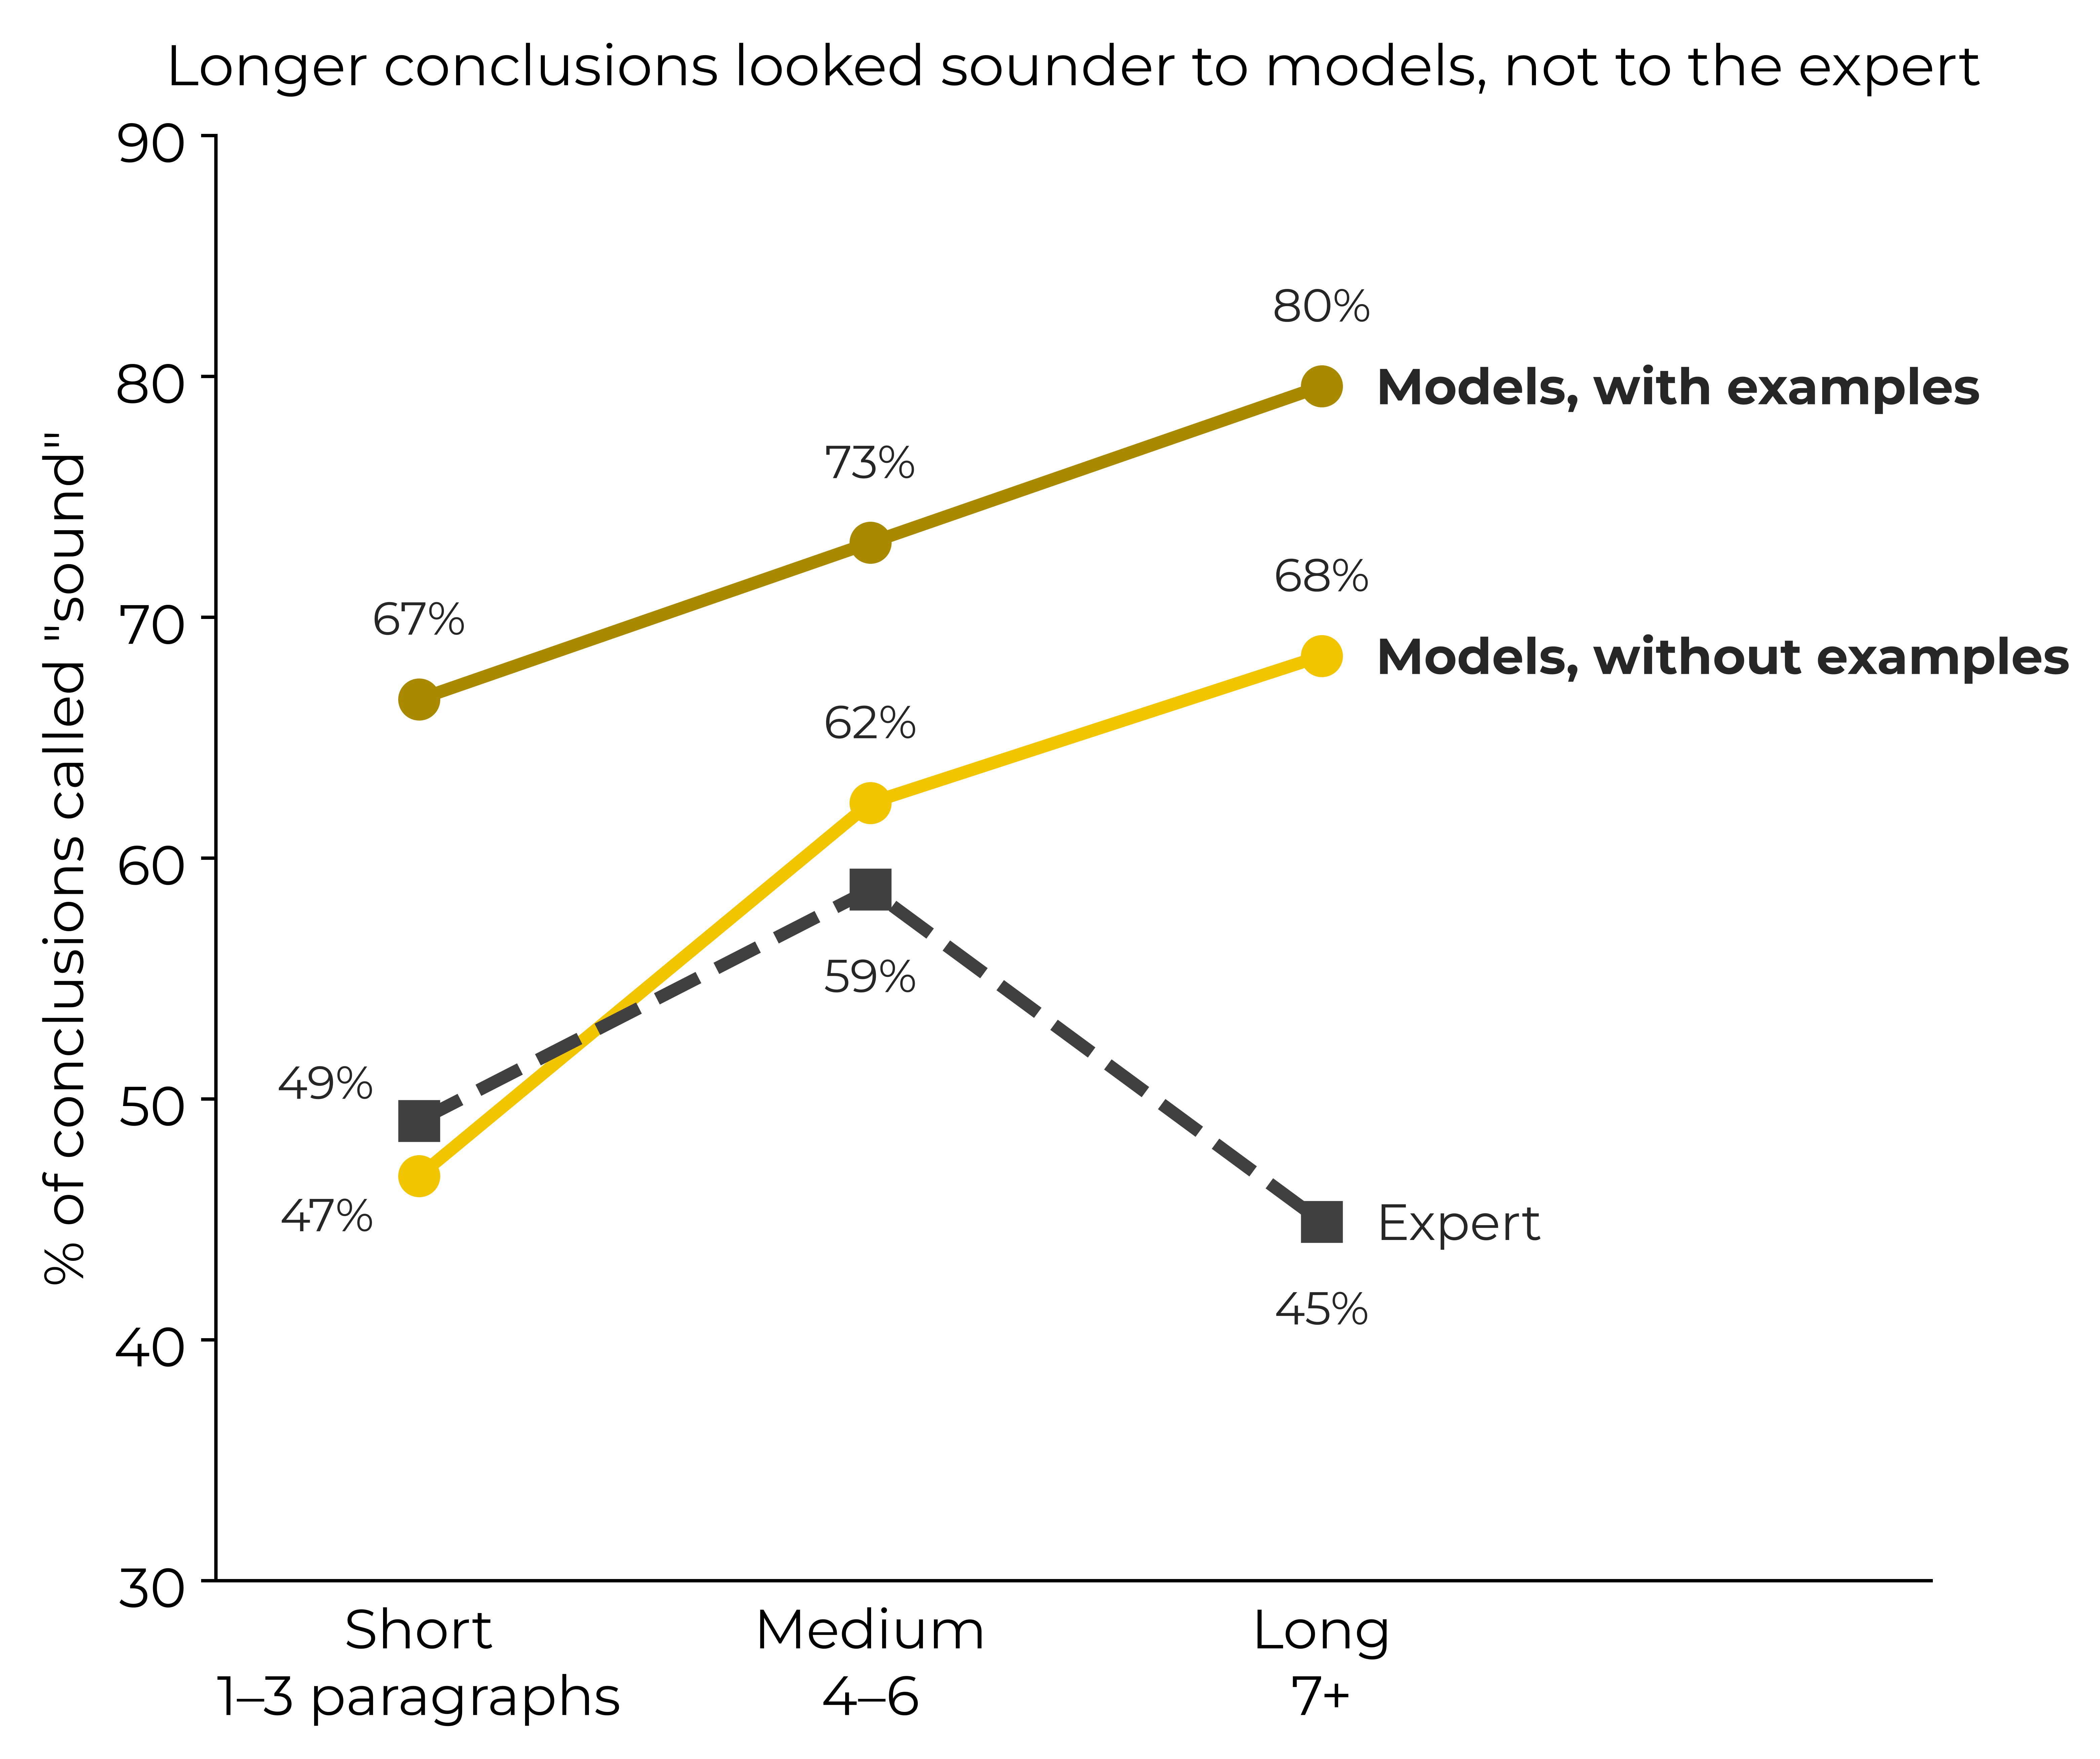 Longer conclusions looked sounder to models, not to the expert
% of conclusions called "sound"
90
80
70
60
50
40
30
80%
Models, with examples
73%
67%
68%
Models, without examples
62%
59%
49%
47%
Expert
45%
Short
1–3 paragraphs
Medium
4–6
Long
7+